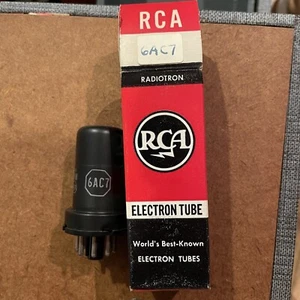 RCA
6AC7
RADIOTRON
RCA
6AC7
ELECTRON TUBE
World's Best-Known
ELECTRON TUBES